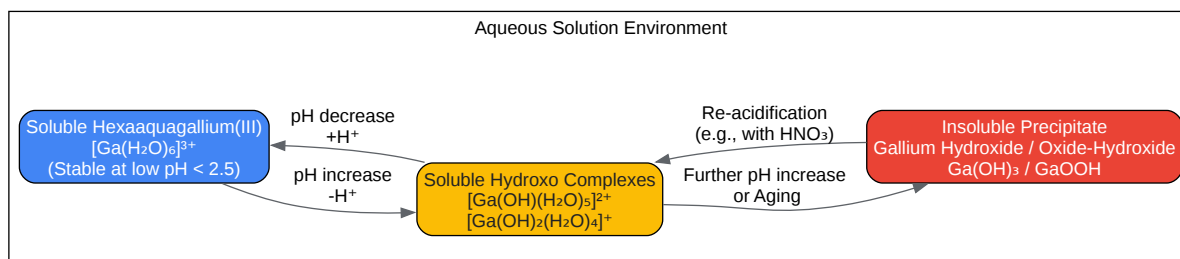 Aqueous Solution Environment
Soluble Hexaaquagallium(III)
[Ga(H₂O)₆]³⁺
(Stable at low pH < 2.5)
pH decrease
+H⁺
pH increase
-H⁺
Soluble Hydroxo Complexes
[Ga(OH)(H₂O)₅]²⁺
[Ga(OH)₂(H₂O)₄]⁺
Re-acidification
(e.g., with HNO₃)
Further pH increase
or Aging
Insoluble Precipitate
Gallium Hydroxide / Oxide-Hydroxide
Ga(OH)₃ / GaOOH